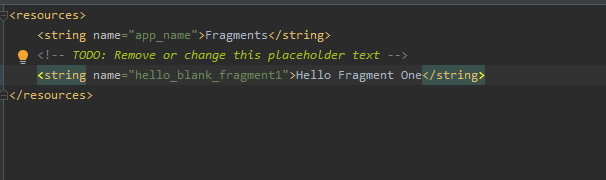 <resources>
<string name="app_name">Fragments</string>
<!-- TODO: Remove or change this placeholder text -->
<string name="hello_blank_fragment1">Hello Fragment One</string>
</resources>